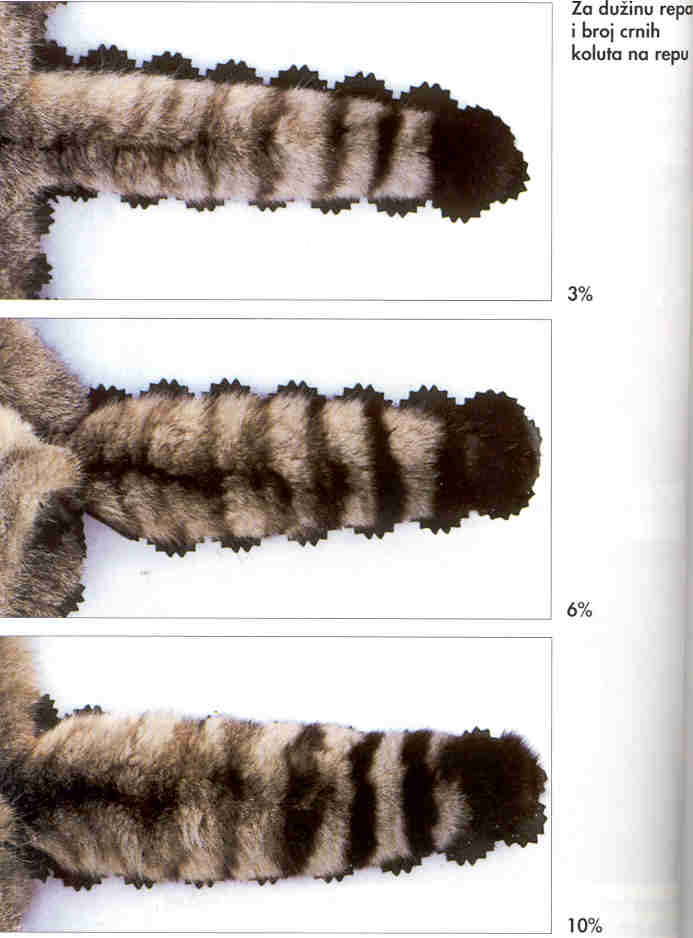 Za dužinu repa
i broj crnih
koluta na repu
3%
6%
10%